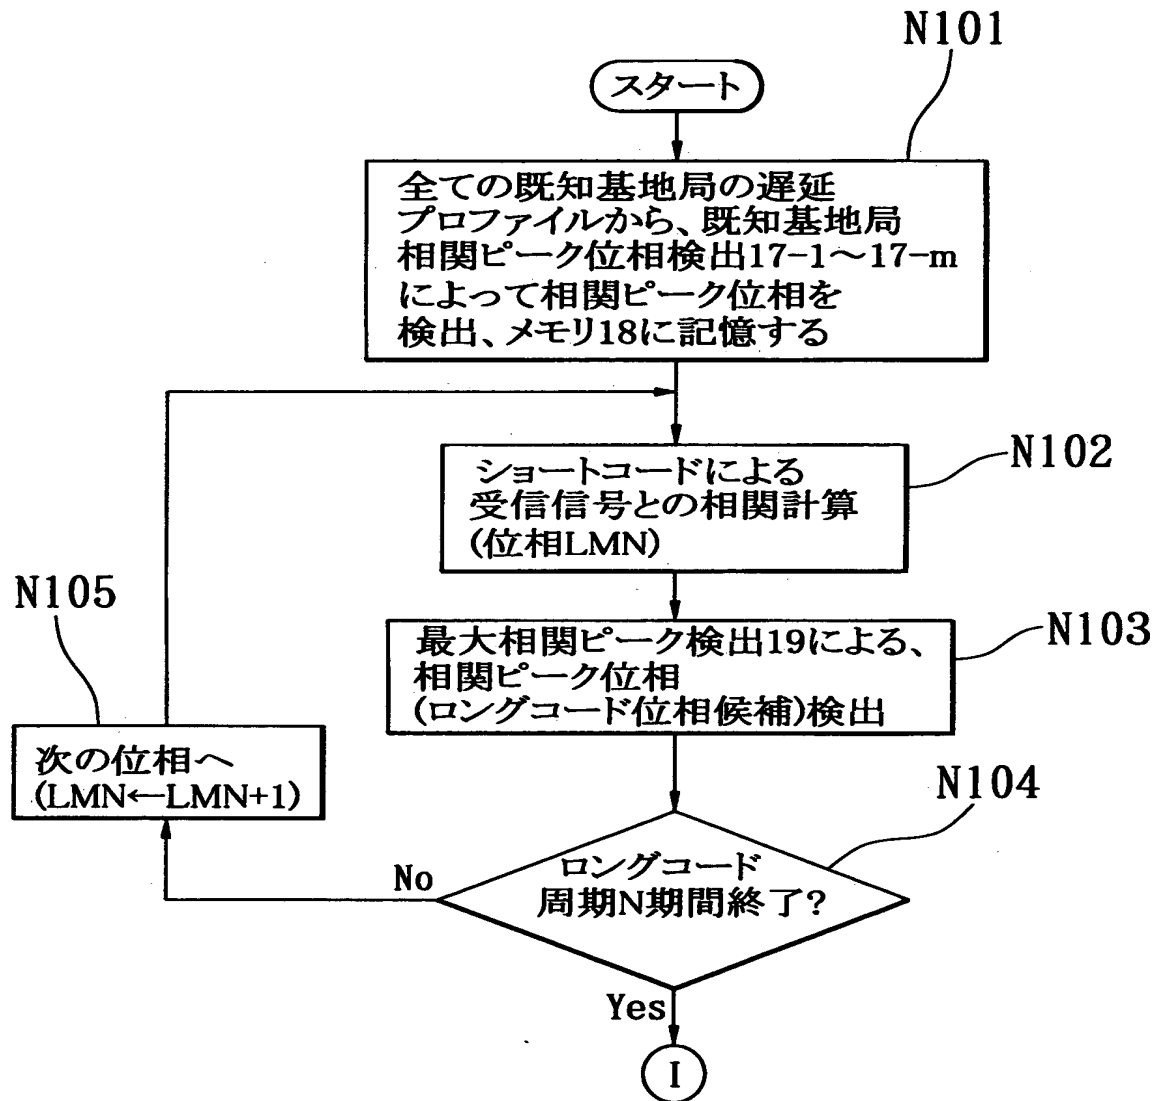 N101
スタート
全ての既知基地局の遅延
プロファイルから、既知基地局
相関ピーク位相検出17-1～17-m
によって相関ピーク位相を
検出、メモリ18に記憶する
N102
ショートコードによる
受信信号との相関計算
(位相LMN)
N103
最大相関ピーク検出19による、
相関ピーク位相
(ロングコード位相候補)検出
N105
次の位相へ
(LMN←LMN+1)
N104
ロングコード
周期N期間終了?
No
Yes
I